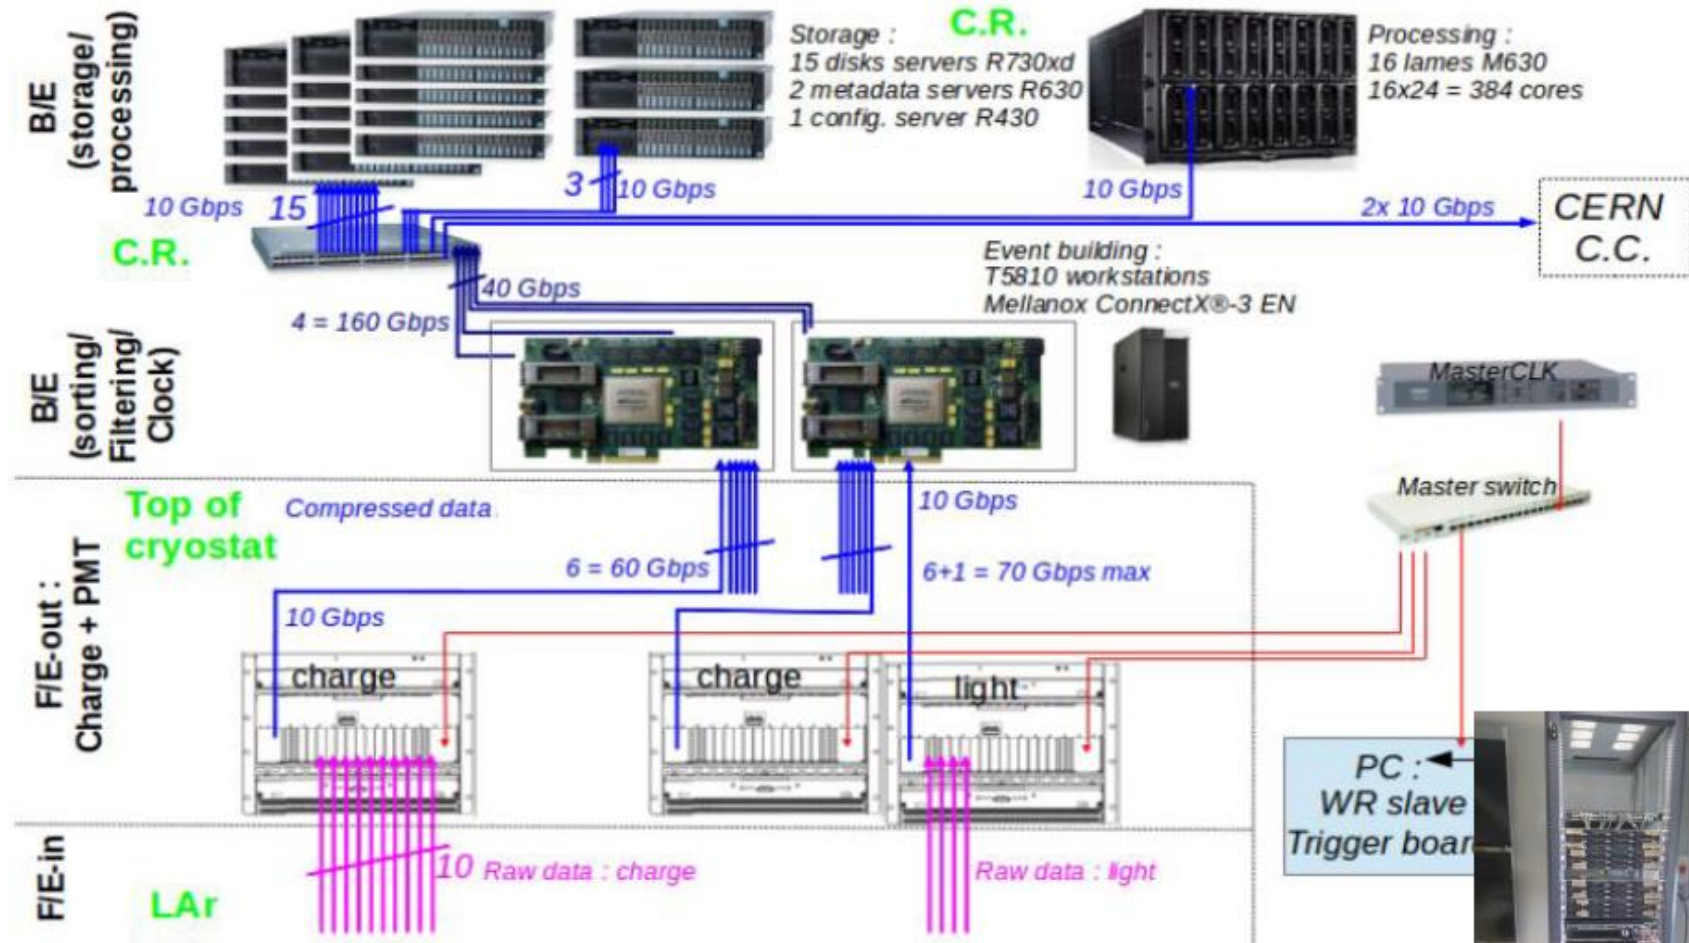 B/E
(storage/
processing)
Storage :
15 disks servers R730xd
2 metadata servers R630
1 config. server R430
C.R.
Processing :
16 lames M630
16x24 = 384 cores
10 Gbps
15
3
10 Gbps
10 Gbps
2x 10 Gbps
CERN
C.C.
C.R.
40 Gbps
4 = 160 Gbps
Event building :
T5810 workstations
Mellanox ConnectX®-3 EN
B/E
(sorting/
Filtering/
Clock)
MasterCLK
Master switch
Top of
cryostat
Compressed data
6 = 60 Gbps
10 Gbps
6+1 = 70 Gbps max
10 Gbps
F/E-out :
Charge + PMT
charge
charge
light
PC :
WR slave
Trigger board
F/E-in
10 Raw data : charge
Raw data : light
LAr